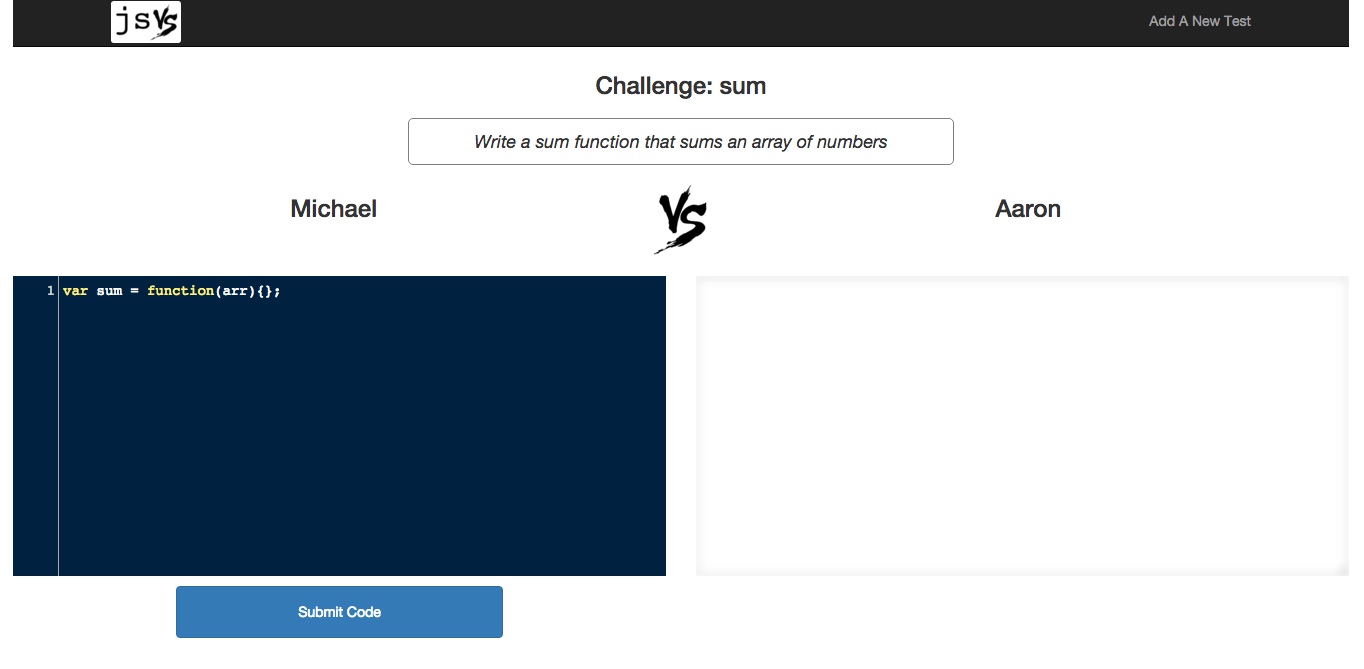 jsVS
Add A New Test
Challenge: sum
Write a sum function that sums an array of numbers
Michael
VS
Aaron
1 var sum = function(arr){};
Submit Code